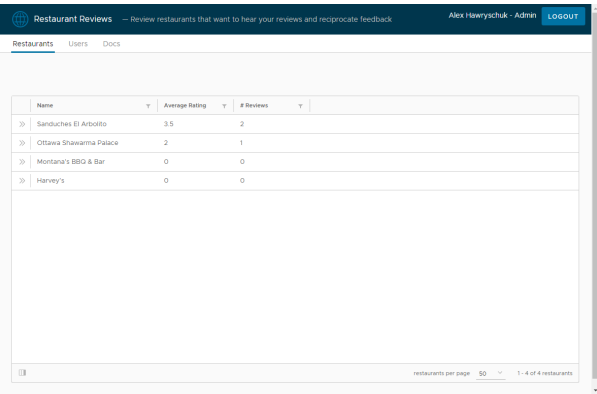 Restaurant Reviews — Review restaurants that want to hear your reviews and reciprocate feedback Alex Hawryschuk - Admin LOGOUT
Restaurants Users Docs
Name Average Rating # Reviews
Sanduches El Arbolito 3.5 2
Ottawa Shawarma Palace 2 1
Montana's BBQ & Bar 0 0
Harvey's 0 0
restaurants per page 50 1 - 4 of 4 restaurants